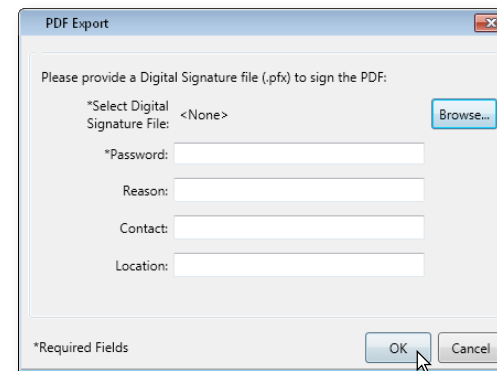 PDF Export
Please provide a Digital Signature file (.pfx) to sign the PDF:
*Select Digital
Signature File:
<None>
Browse...
*Password:
Reason:
Contact:
Location:
*Required Fields
OK
Cancel